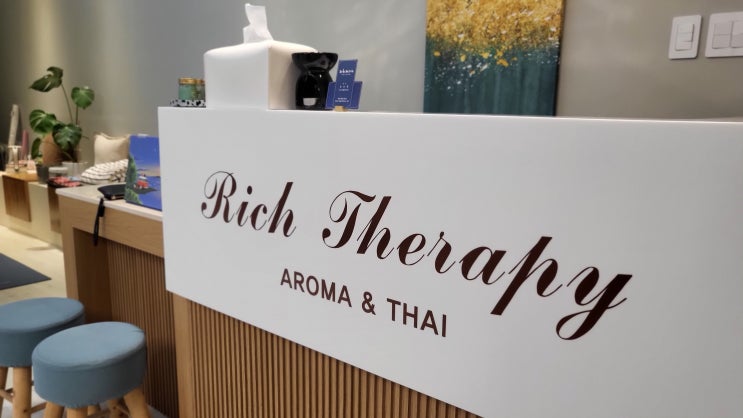 Rich Therapy
AROMA & THAI